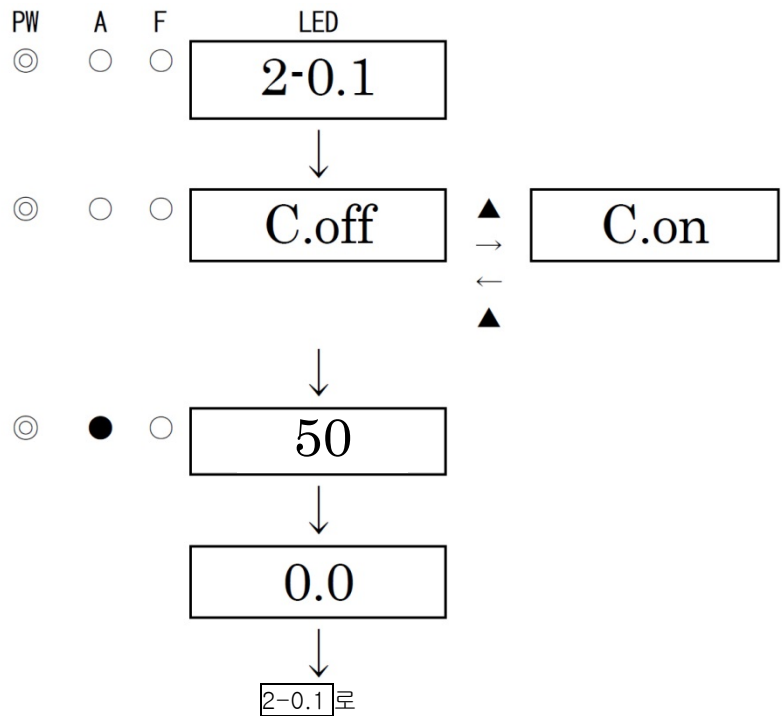 PW A F LED
◎ ○ ○ 2-0.1
↓
◎ ○ ○ C.off ▲ C.on
→
←
▲
↓
◎ ● ○ 50
↓
0.0
↓
2-0.1로